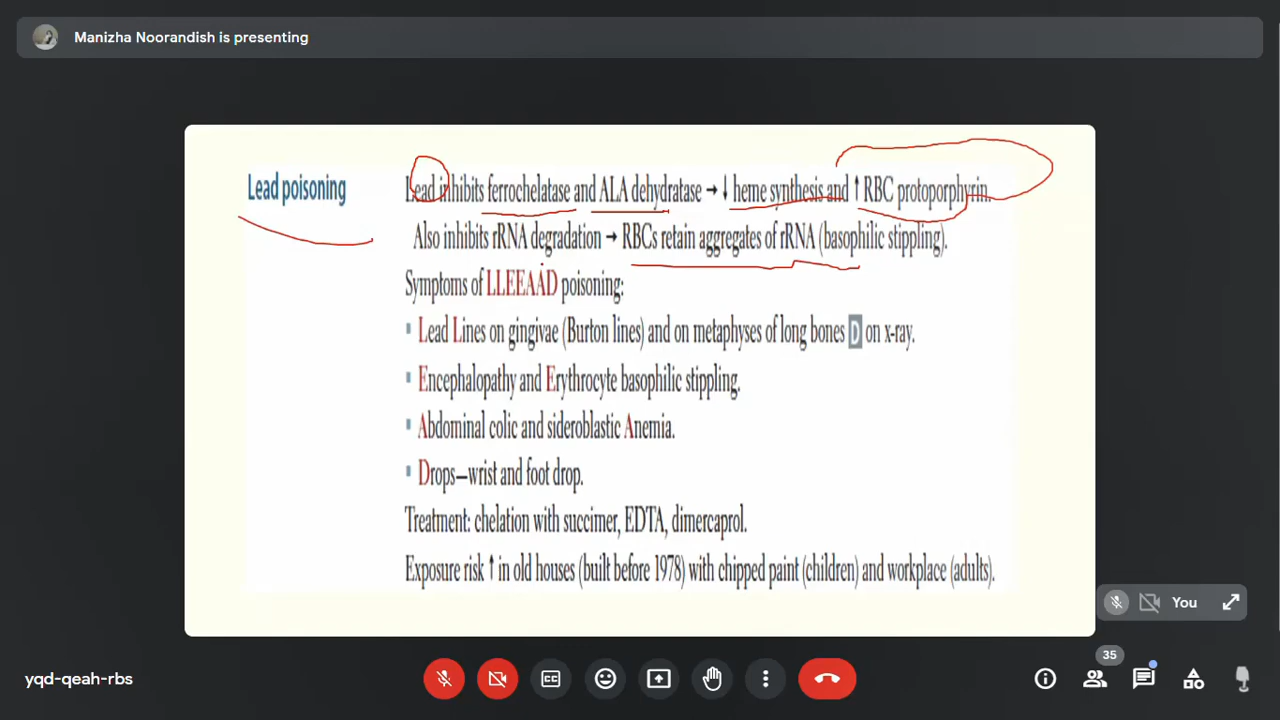 Manizha Noorandish is presenting
Lead poisoning
Lead inhibits ferrochelatase and ALA dehydratase → ↓ heme synthesis and ↑ RBC protoporphyrin.
Also inhibits rRNA degradation → RBCs retain aggregates of rRNA (basophilic stippling).
Symptoms of LLEEAAD poisoning:
▪ Lead Lines on gingivae (Burton lines) and on metaphyses of long bones D on x-ray.
▪ Encephalopathy and Erythrocyte basophilic stippling.
▪ Abdominal colic and sideroblastic Anemia.
▪ Drops—wrist and foot drop.
Treatment: chelation with succimer, EDTA, dimercaprol.
Exposure risk ↑ in old houses (built before 1978) with chipped paint (children) and workplace (adults).
You
35
yqd-qeah-rbs
CC